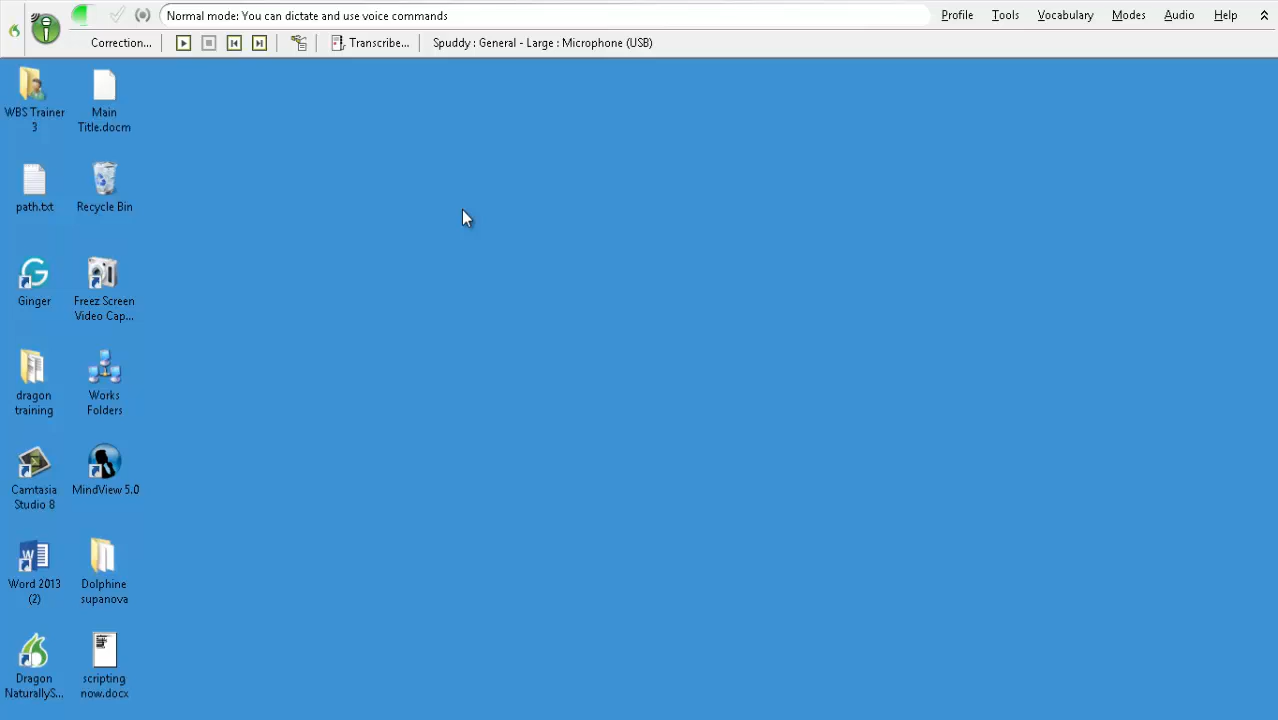 Normal mode: You can dictate and use voice commands
Profile Tools Vocabulary Modes Audio Help
Correction... Transcribe... Spuddy : General - Large : Microphone (USB)
WBS Trainer
3
Main
Title.docm
path.txt
Recycle Bin
Ginger
Freez Screen
Video Cap...
dragon
training
Works
Folders
Camtasia
Studio 8
MindView 5.0
Word 2013
(2)
Dolphine
supanova
Dragon
NaturallyS...
scripting
now.docx